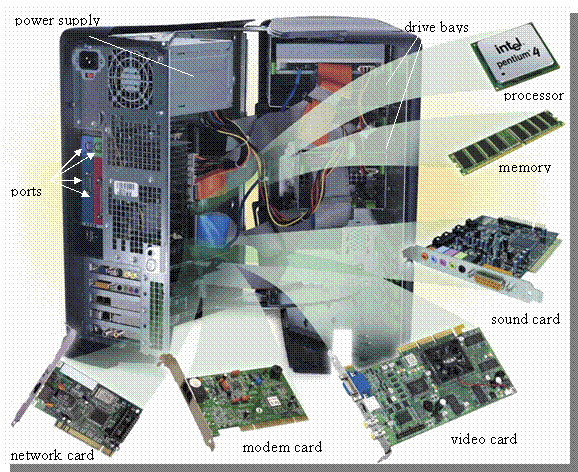 power supply
drive bays
intel
pentium 4
processor
memory
ports
sound card
network card
modem card
video card